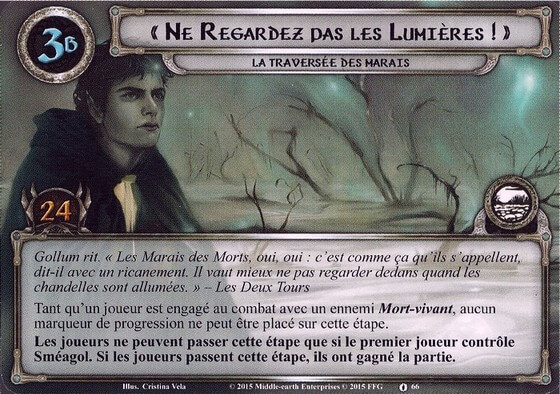 3B
« Ne Regardez pas les Lumières ! »
La Traversée des Marais
24
Gollum rit. « Les Marais des Morts, oui, oui : c'est comme ça qu'ils s'appellent,
dit-il avec un ricanement. Il vaut mieux ne pas regarder dedans quand les
chandelles sont allumées. » – Les Deux Tours
Tant qu'un joueur est engagé au combat avec un ennemi Mort-vivant, aucun
marqueur de progression ne peut être placé sur cette étape.
Les joueurs ne peuvent passer cette étape que si le premier joueur contrôle
Sméagol. Si les joueurs passent cette étape, ils ont gagné la partie.
Illus. Cristina Vela © 2015 Middle-earth Enterprises © 2015 FFG 66